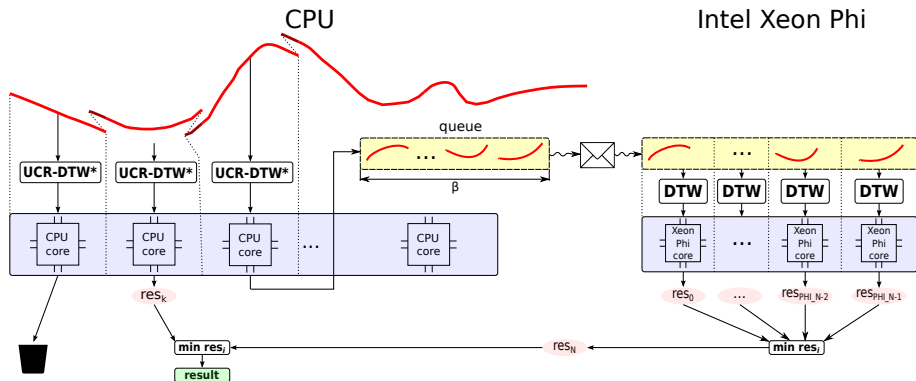 CPU
Intel Xeon Phi
queue
...
...
β
UCR-DTW*
UCR-DTW*
UCR-DTW*
DTW
DTW
DTW
DTW
CPU
core
CPU
core
CPU
core
...
CPU
core
Xeon
Phi
core
...
Xeon
Phi
core
Xeon
Phi
core
res_k
res_0
...
res_PHI_N-2
res_PHI_N-1
min res_i
res_N
min res_i
result